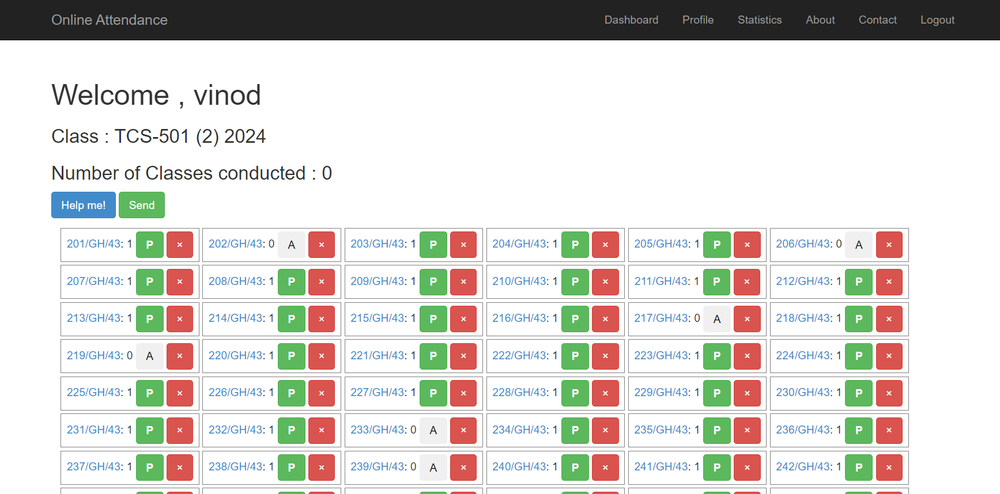 Online Attendance Dashboard Profile Statistics About Contact Logout
Welcome , vinod
Class : TCS-501 (2) 2024
Number of Classes conducted : 0
Help me! Send
201/GH/43: 1 P × 202/GH/43: 0 A × 203/GH/43: 1 P × 204/GH/43: 1 P × 205/GH/43: 1 P × 206/GH/43: 0 A ×
207/GH/43: 1 P × 208/GH/43: 1 P × 209/GH/43: 1 P × 210/GH/43: 1 P × 211/GH/43: 1 P × 212/GH/43: 1 P ×
213/GH/43: 1 P × 214/GH/43: 1 P × 215/GH/43: 1 P × 216/GH/43: 1 P × 217/GH/43: 0 A × 218/GH/43: 1 P ×
219/GH/43: 0 A × 220/GH/43: 1 P × 221/GH/43: 1 P × 222/GH/43: 1 P × 223/GH/43: 1 P × 224/GH/43: 1 P ×
225/GH/43: 1 P × 226/GH/43: 1 P × 227/GH/43: 1 P × 228/GH/43: 1 P × 229/GH/43: 1 P × 230/GH/43: 1 P ×
231/GH/43: 1 P × 232/GH/43: 1 P × 233/GH/43: 0 A × 234/GH/43: 1 P × 235/GH/43: 1 P × 236/GH/43: 1 P ×
237/GH/43: 1 P × 238/GH/43: 1 P × 239/GH/43: 0 A × 240/GH/43: 1 P × 241/GH/43: 1 P × 242/GH/43: 1 P ×